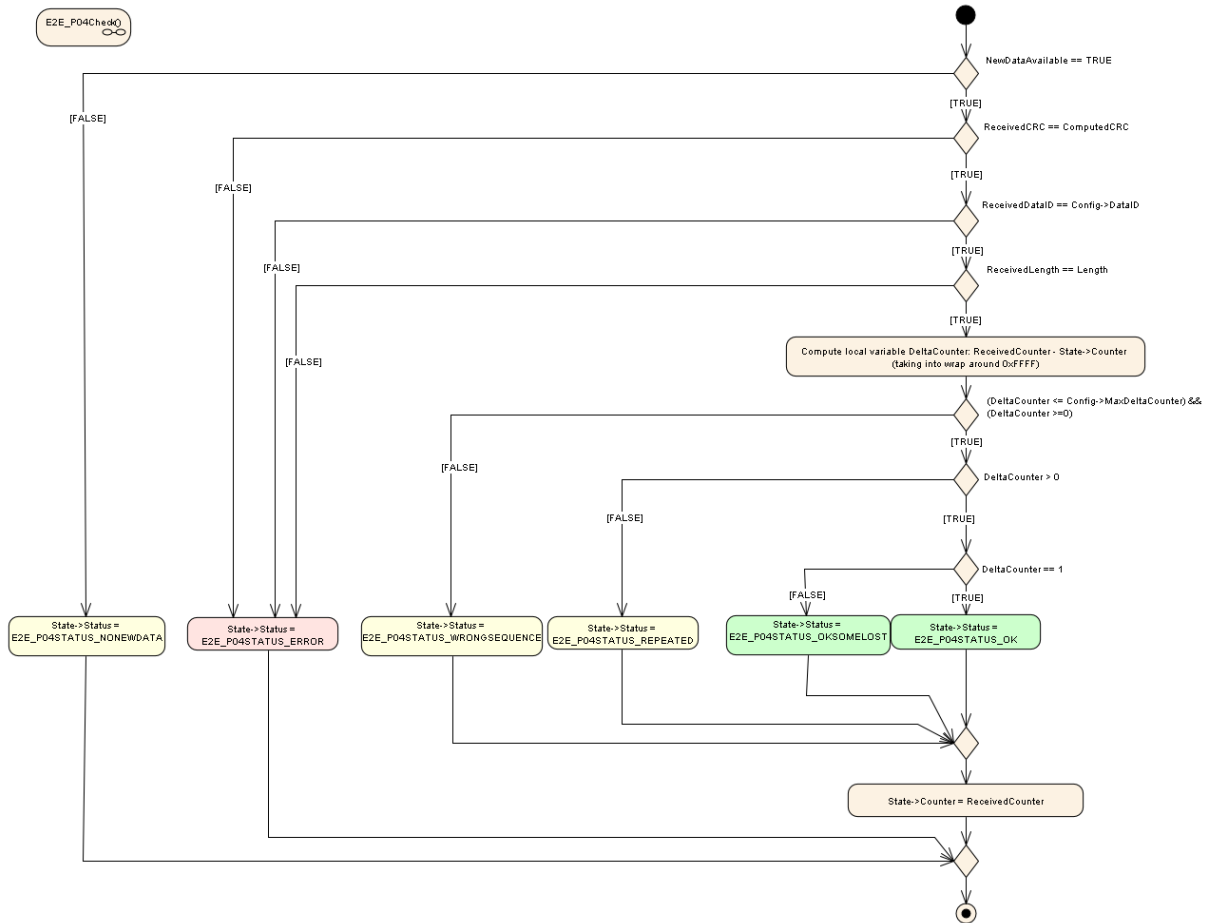 E2E_P04Check()
NewDataAvailable == TRUE
[FALSE]
[TRUE]
ReceivedCRC == ComputedCRC
[FALSE]
[TRUE]
ReceivedDataID == Config->DataID
[FALSE]
[TRUE]
ReceivedLength == Length
[FALSE]
[TRUE]
Compute local variable DeltaCounter: ReceivedCounter - State->Counter
(taking into wrap around 0xFFFF)
(DeltaCounter <= Config->MaxDeltaCounter) &&
(DeltaCounter >=0)
[FALSE]
[TRUE]
DeltaCounter > 0
[FALSE]
[TRUE]
DeltaCounter == 1
[FALSE]
[TRUE]
State->Status =
E2E_P04STATUS_NONEWDATA
State->Status =
E2E_P04STATUS_ERROR
State->Status =
E2E_P04STATUS_WRONGSEQUENCE
State->Status =
E2E_P04STATUS_REPEATED
State->Status =
E2E_P04STATUS_OKSOMELOST
State->Status =
E2E_P04STATUS_OK
State->Counter = ReceivedCounter